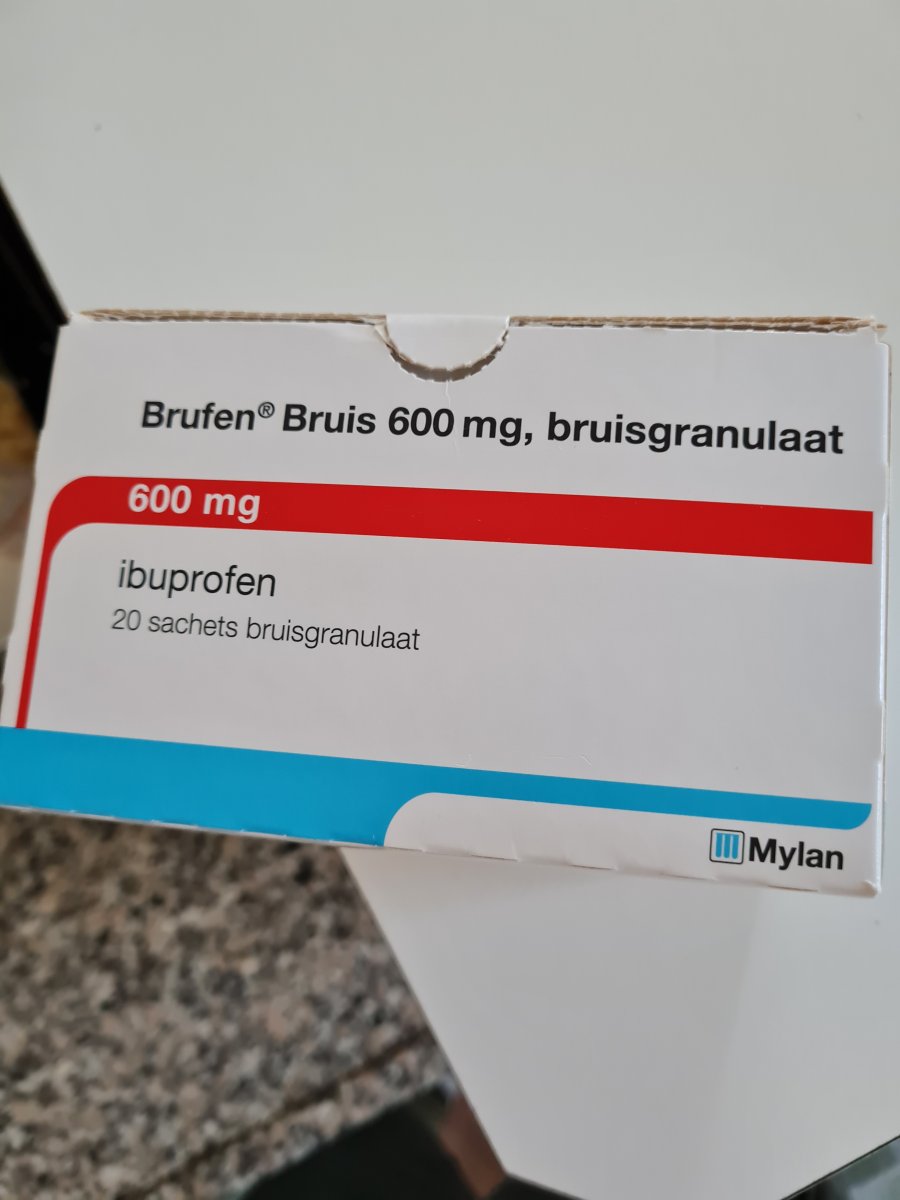 Brufen® Bruis 600 mg, bruisgranulaat
600 mg
ibuprofen
20 sachets bruisgranulaat
Mylan